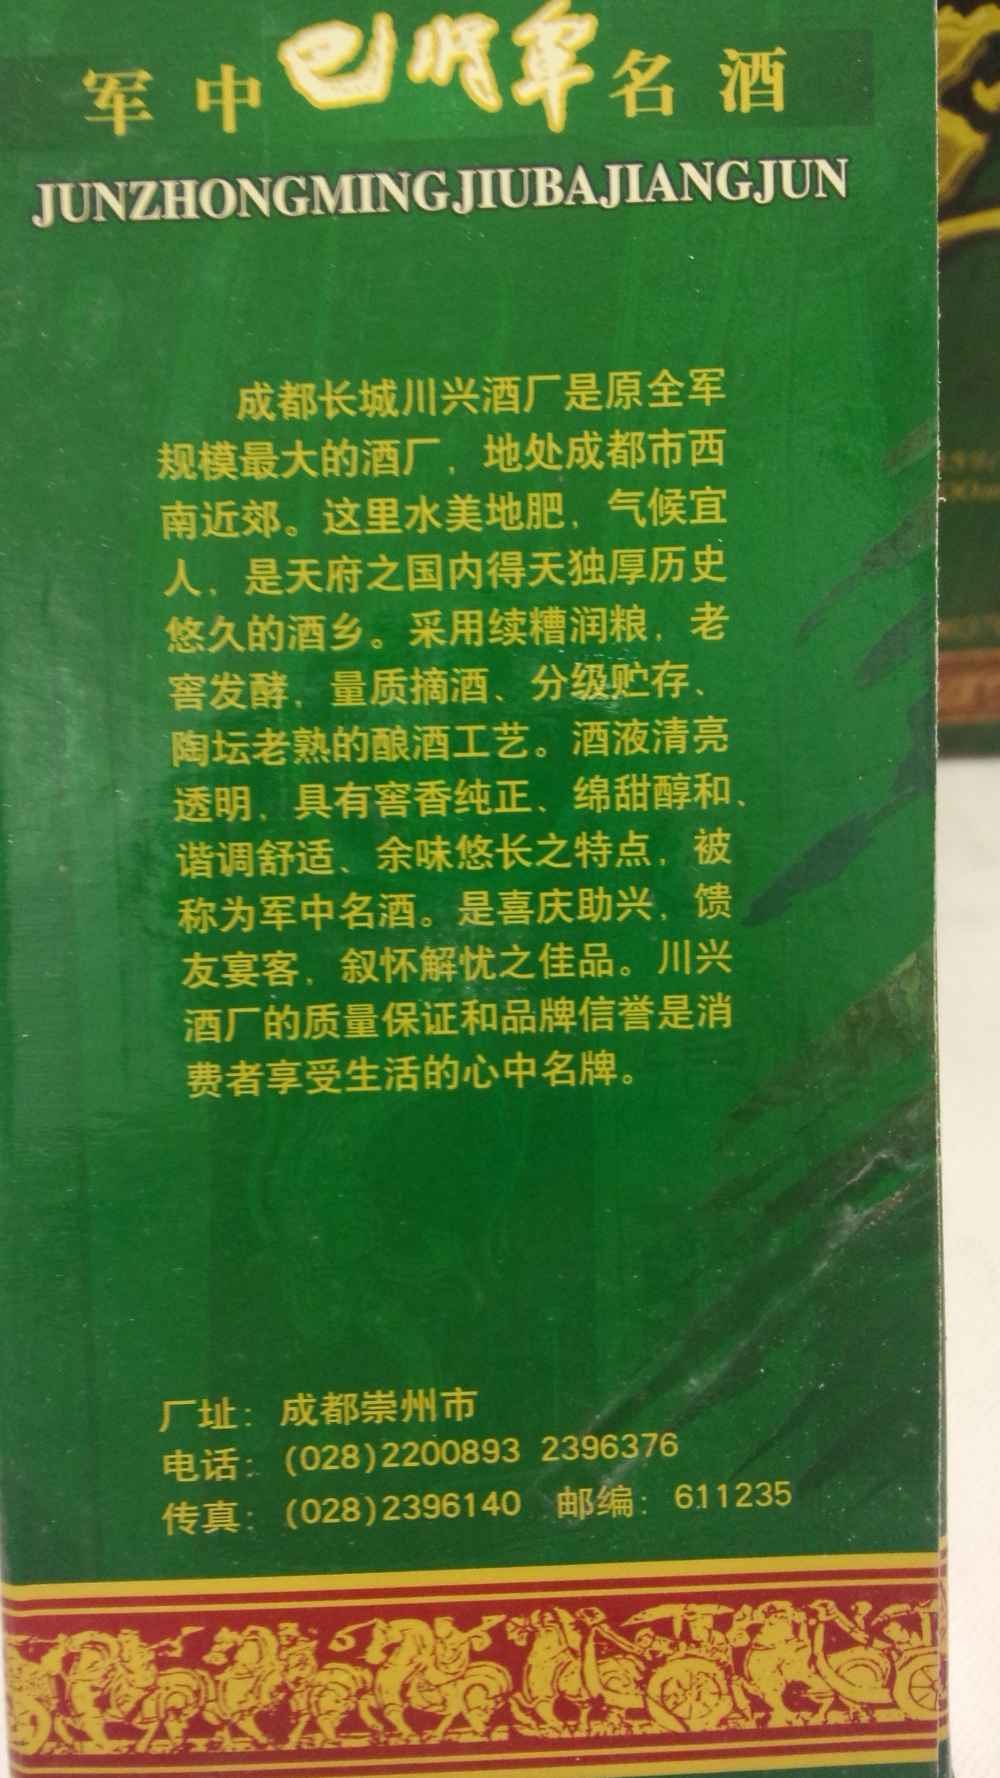 军中巴将军名酒
JUNZHONGMINGJIUBAJIANGJUN
成都长城川兴酒厂是原全军
规模最大的酒厂，地处成都市西
南近郊。这里水美地肥，气候宜
人，是天府之国内得天独厚历史
悠久的酒乡。采用续糟润粮，老
窖发酵，量质摘酒、分级贮存、
陶坛老熟的酿酒工艺。酒液清亮
透明，具有窖香纯正、绵甜醇和、
谐调舒适、余味悠长之特点，被
称为军中名酒。是喜庆助兴，馈
友宴客，叙怀解忧之佳品。川兴
酒厂的质量保证和品牌信誉是消
费者享受生活的心中名牌。
厂址：成都崇州市
电话：(028)2200893 2396376
传真：(028)2396140 邮编：611235